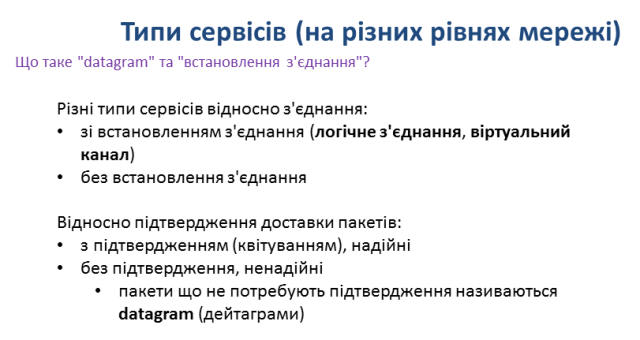 Типи сервісів (на різних рівнях мережі)
Що таке "datagram" та "встановлення з'єднання"?
Різні типи сервісів відносно з'єднання:
• зі встановленням з'єднання (логічне з'єднання, віртуальний
канал)
• без встановлення з'єднання
Відносно підтвердження доставки пакетів:
• з підтвердженням (квітуванням), надійні
• без підтвердження, ненадійні
• пакети що не потребують підтвердження називаються
datagram (дейтаграми)